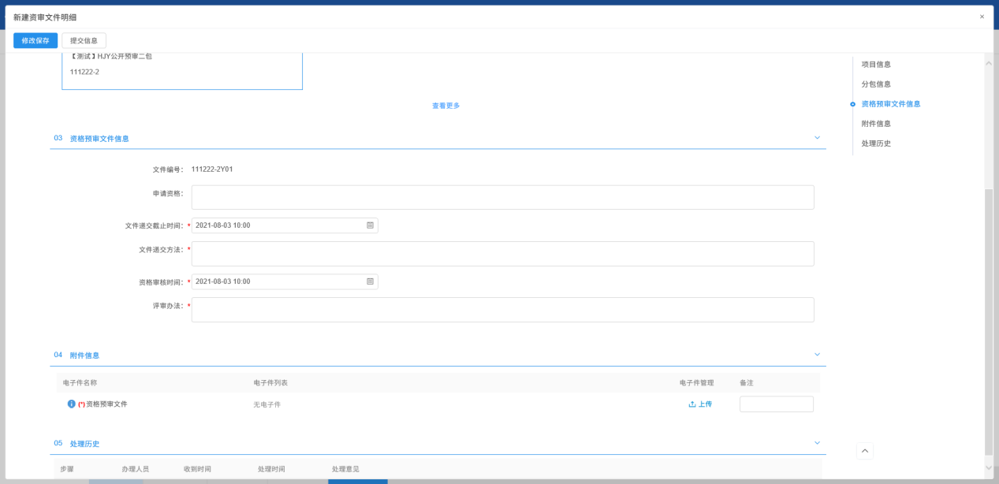 新建资审文件明细
×
修改保存 提交信息
【测试】HJY公开预审二包
111222-2
查看更多
项目信息
分包信息
资格预审文件信息
附件信息
处理历史
03 资格预审文件信息
文件编号： 111222-2Y01
申请资格：
文件递交截止时间： * 2021-08-03 10:00
文件递交方法： *
资格审核时间： * 2021-08-03 10:00
评审办法： *
04 附件信息
电子件名称 电子件列表 电子件管理 备注
(*)资格预审文件 无电子件 上传
05 处理历史
步骤 办理人员 收到时间 处理时间 处理意见